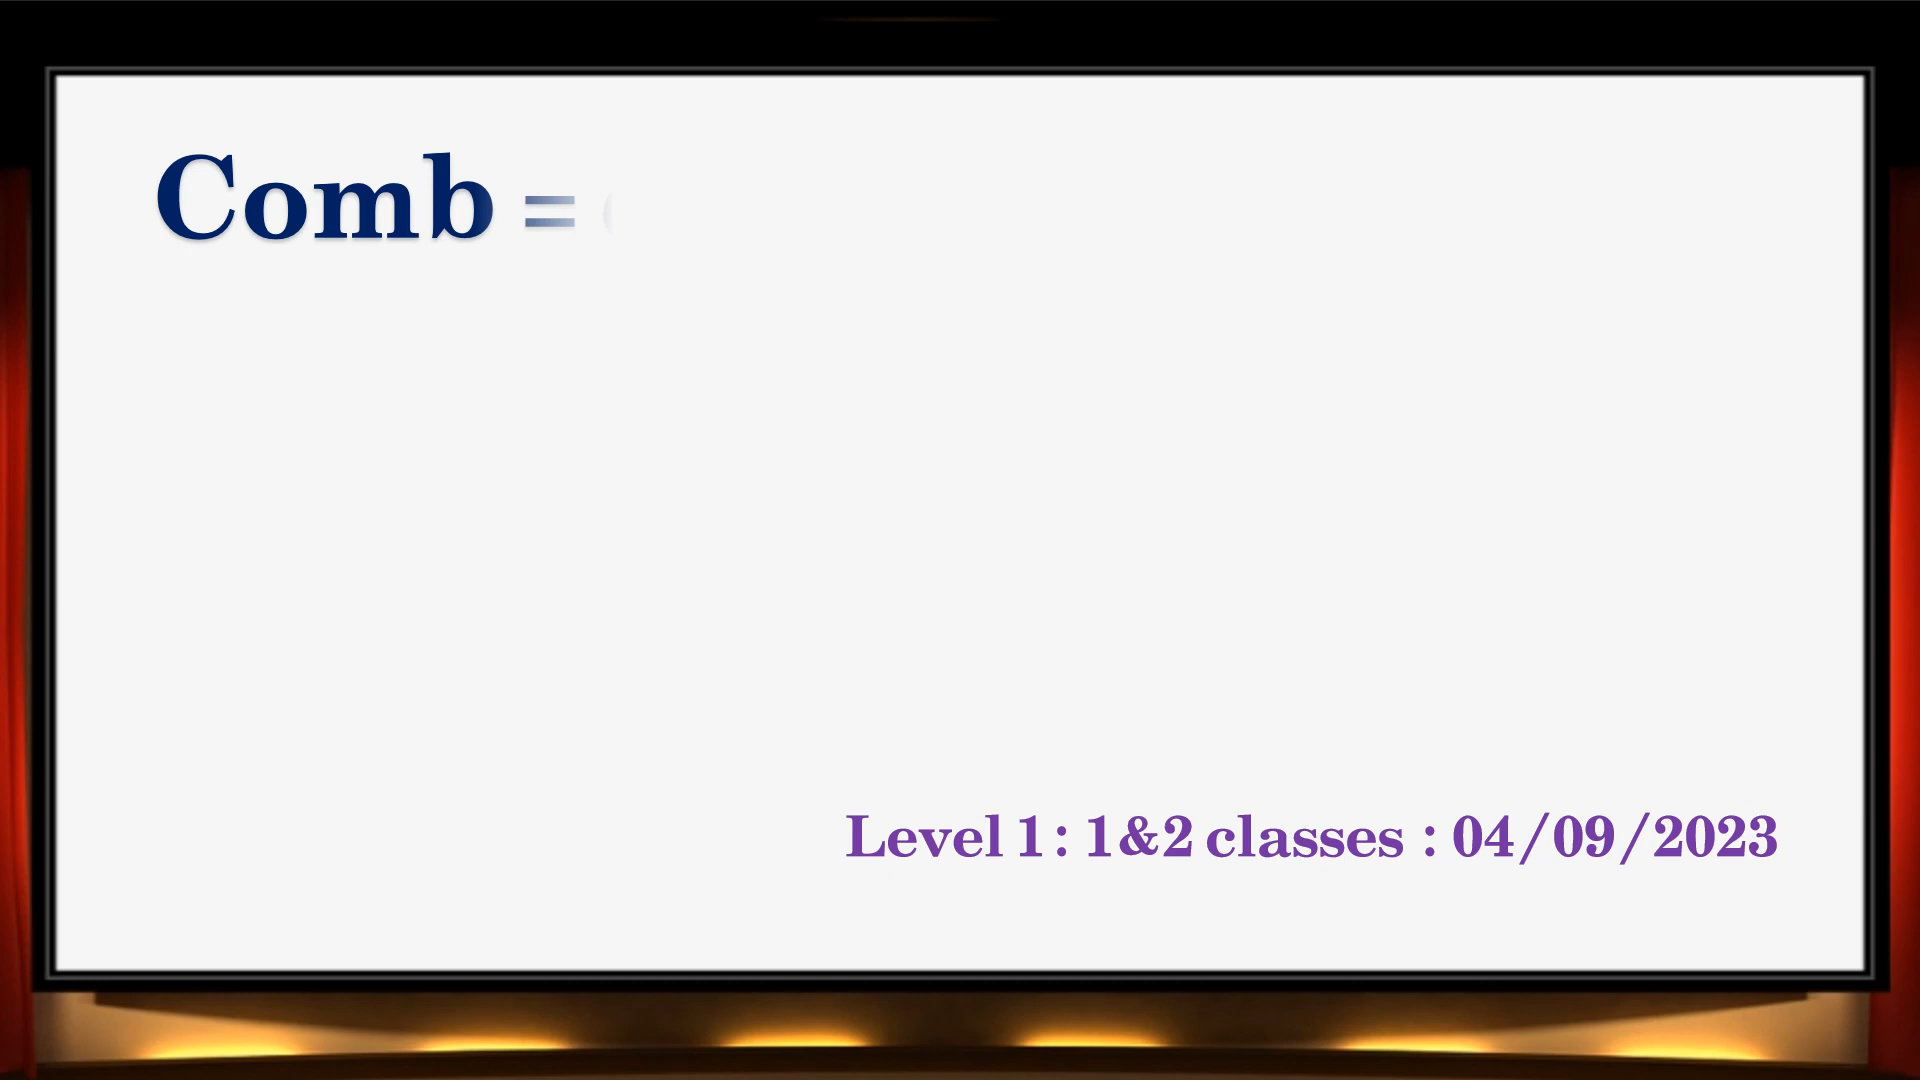 Comb =
Level 1 : 1&2 classes : 04/09/2023